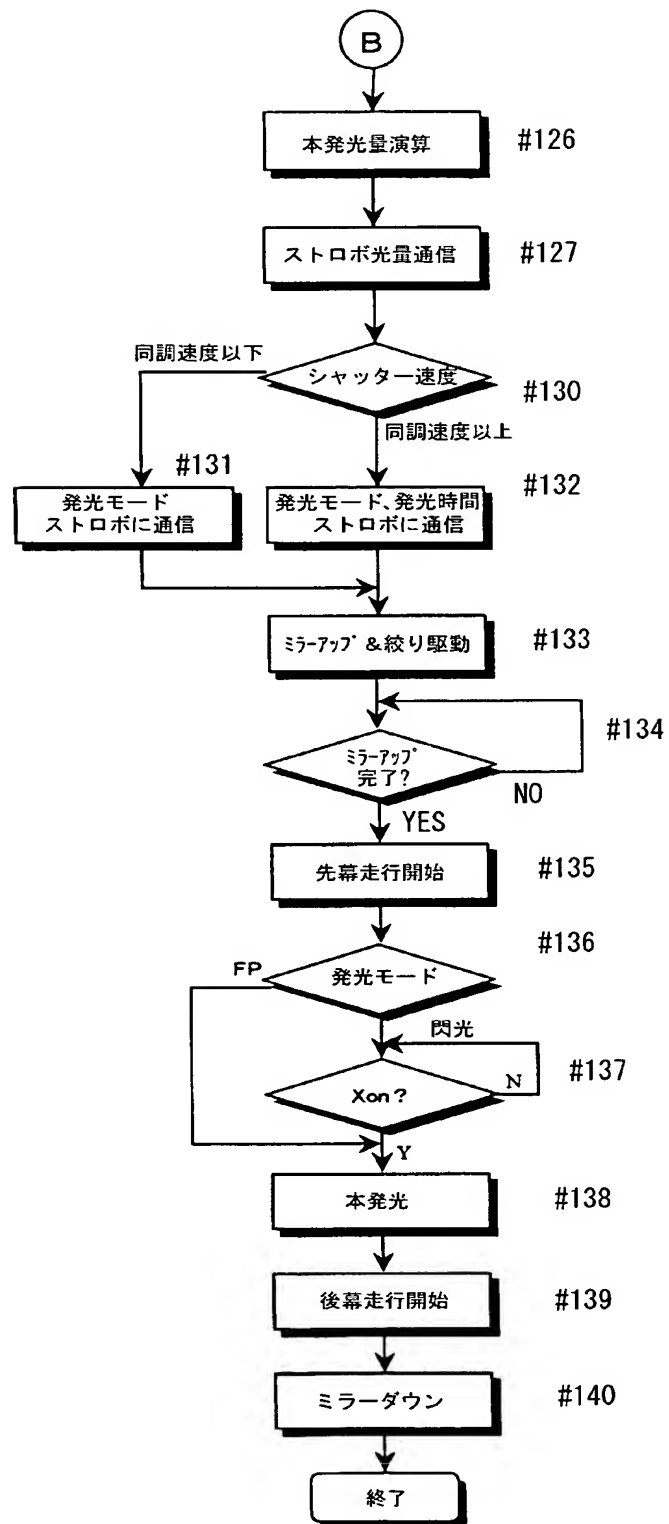 B
本発光量演算 #126
ストロボ光量通信 #127
同調速度以下
シャッター速度 #130
同調速度以上
#131
発光モード
ストロボに通信
発光モード、発光時間
ストロボに通信
#132
ミラーアップ&絞り駆動 #133
#134
ミラーアップ
完了?
NO
YES
先幕走行開始 #135
#136
FP
発光モード
閃光
Xon? N #137
Y
本発光 #138
後幕走行開始 #139
ミラーダウン #140
終了